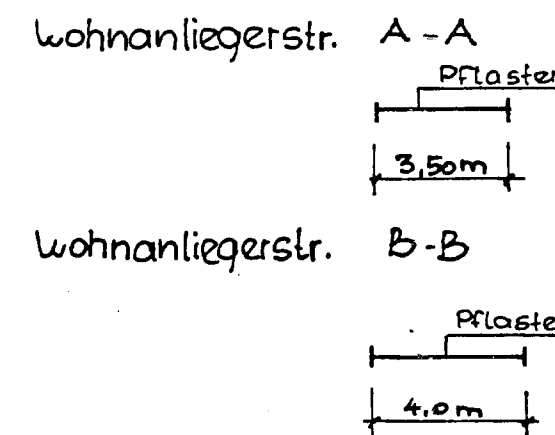 Wohnanliegerstr. A-A
Pflaster
3,50m
Wohnanliegerstr. B-B
Pflaste
4,0m